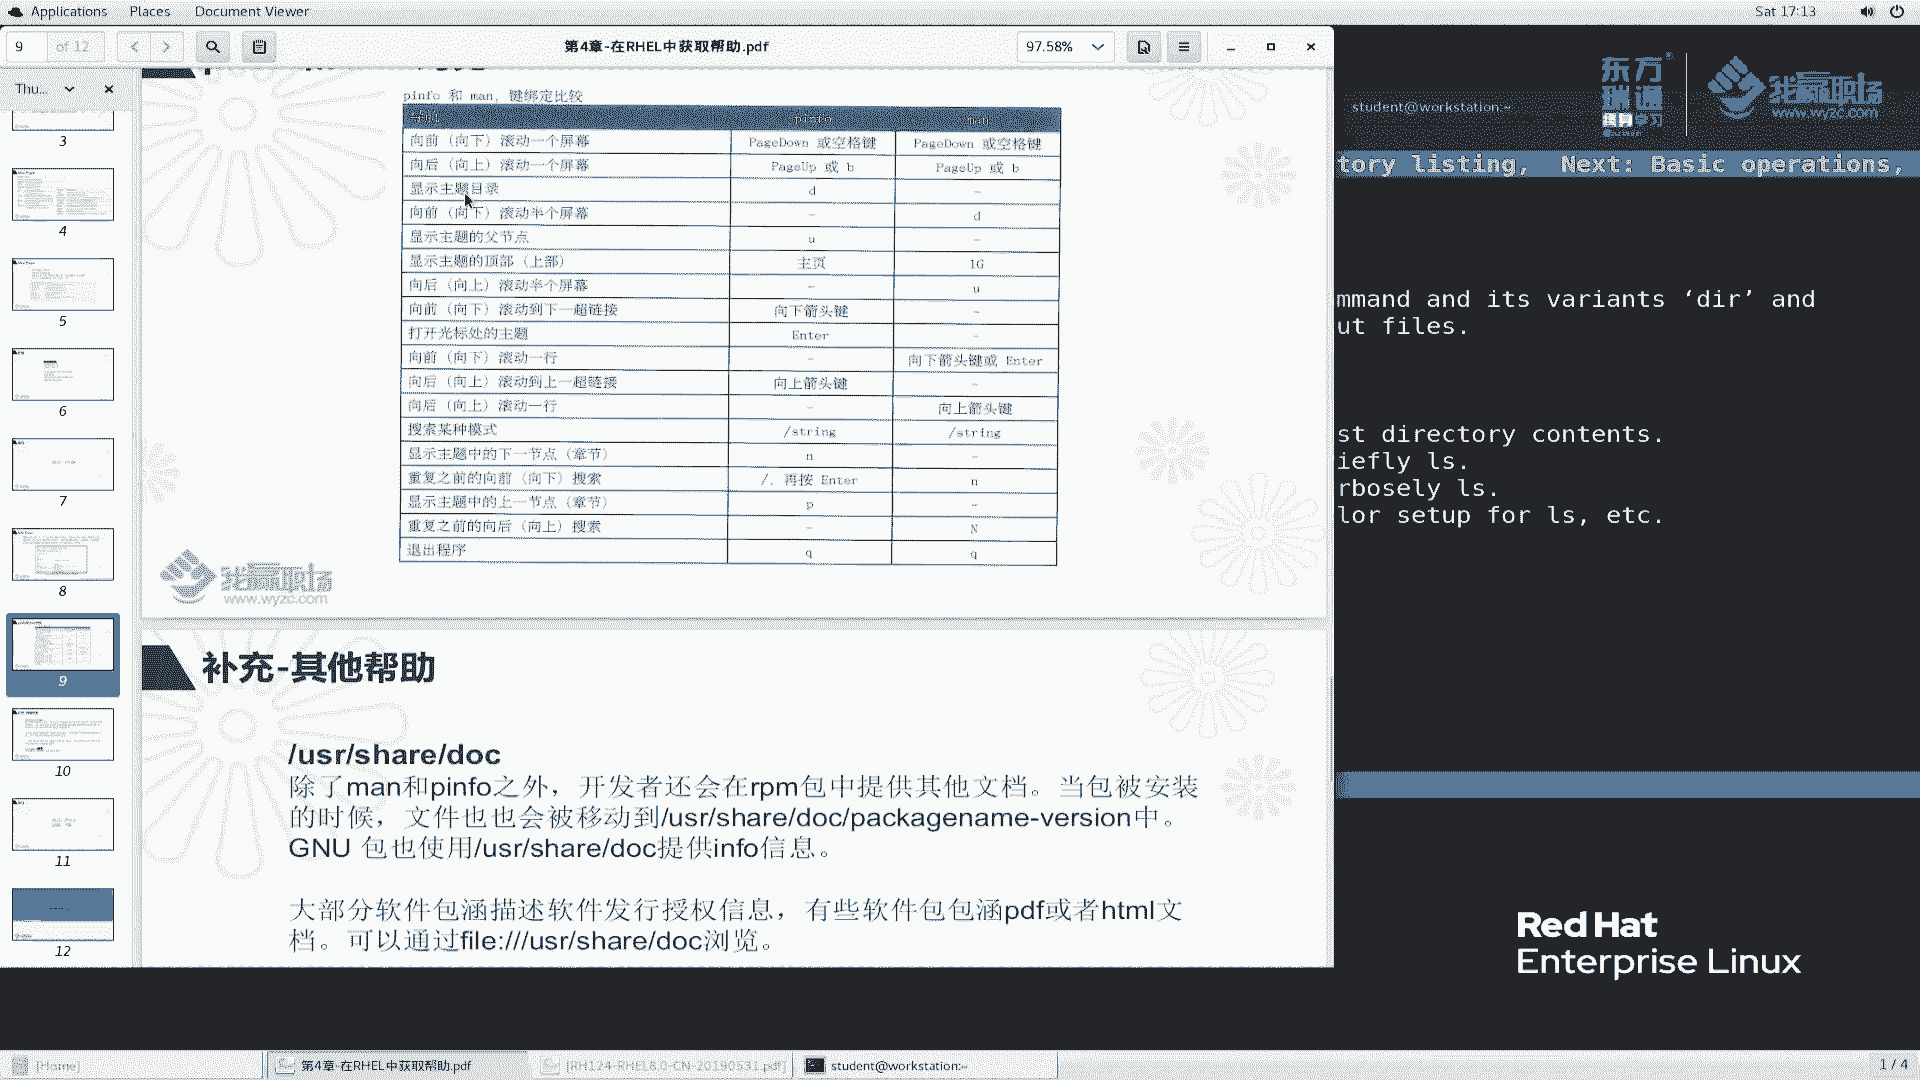 Applications Places Document Viewer Sat 17:13
9 of 12 第4章-在RHEL中获取帮助.pdf 97.58%
Thu...
3
4
5
6
7
8
9
10
11
12
pinfo 和 man, 键绑定比较
pinfo man
向前（向下）滚动一个屏幕 PageDown 或空格键 PageDown 或空格键
向后（向上）滚动一个屏幕 PageUp 或 b PageUp 或 b
显示主题目录 d -
向前（向下）滚动半个屏幕 - d
显示主题的父节点 u -
显示主题的顶部（上部） 主页 1G
向后（向上）滚动半个屏幕 - u
向前（向下）滚动到下一超链接 向下箭头键 -
打开光标处的主题 Enter -
向前（向下）滚动一行 - 向下箭头键或 Enter
向后（向上）滚动到上一超链接 向上箭头键 -
向后（向上）滚动一行 - 向上箭头键
搜索某种模式 /string /string
显示主题中的下一节点（章节） n -
重复之前的向前（向下）搜索 /, 再按 Enter n
显示主题中的上一节点（章节） p -
重复之前的向后（向上）搜索 - N
退出程序 q q
我赢职场
www.wyzc.com
补充-其他帮助
/usr/share/doc
除了man和pinfo之外，开发者还会在rpm包中提供其他文档。当包被安装
的时候，文件也也会被移动到/usr/share/doc/packagename-version中。
GNU 包也使用/usr/share/doc提供info信息。
大部分软件包涵描述软件发行授权信息，有些软件包包涵pdf或者html文
档。可以通过file:///usr/share/doc浏览。
student@workstation:~
东方
瑞通
终身学习
我赢职场
www.wyzc.com
tory listing, Next: Basic operations,
mmand and its variants ‘dir’ and
ut files.
st directory contents.
iefly ls.
rbosely ls.
lor setup for ls, etc.
Red Hat
Enterprise Linux
[Home] 第4章-在RHEL中获取帮助.pdf [RH124-RHEL8.0-CN-20190531.pdf] student@workstation:~ 1 / 4